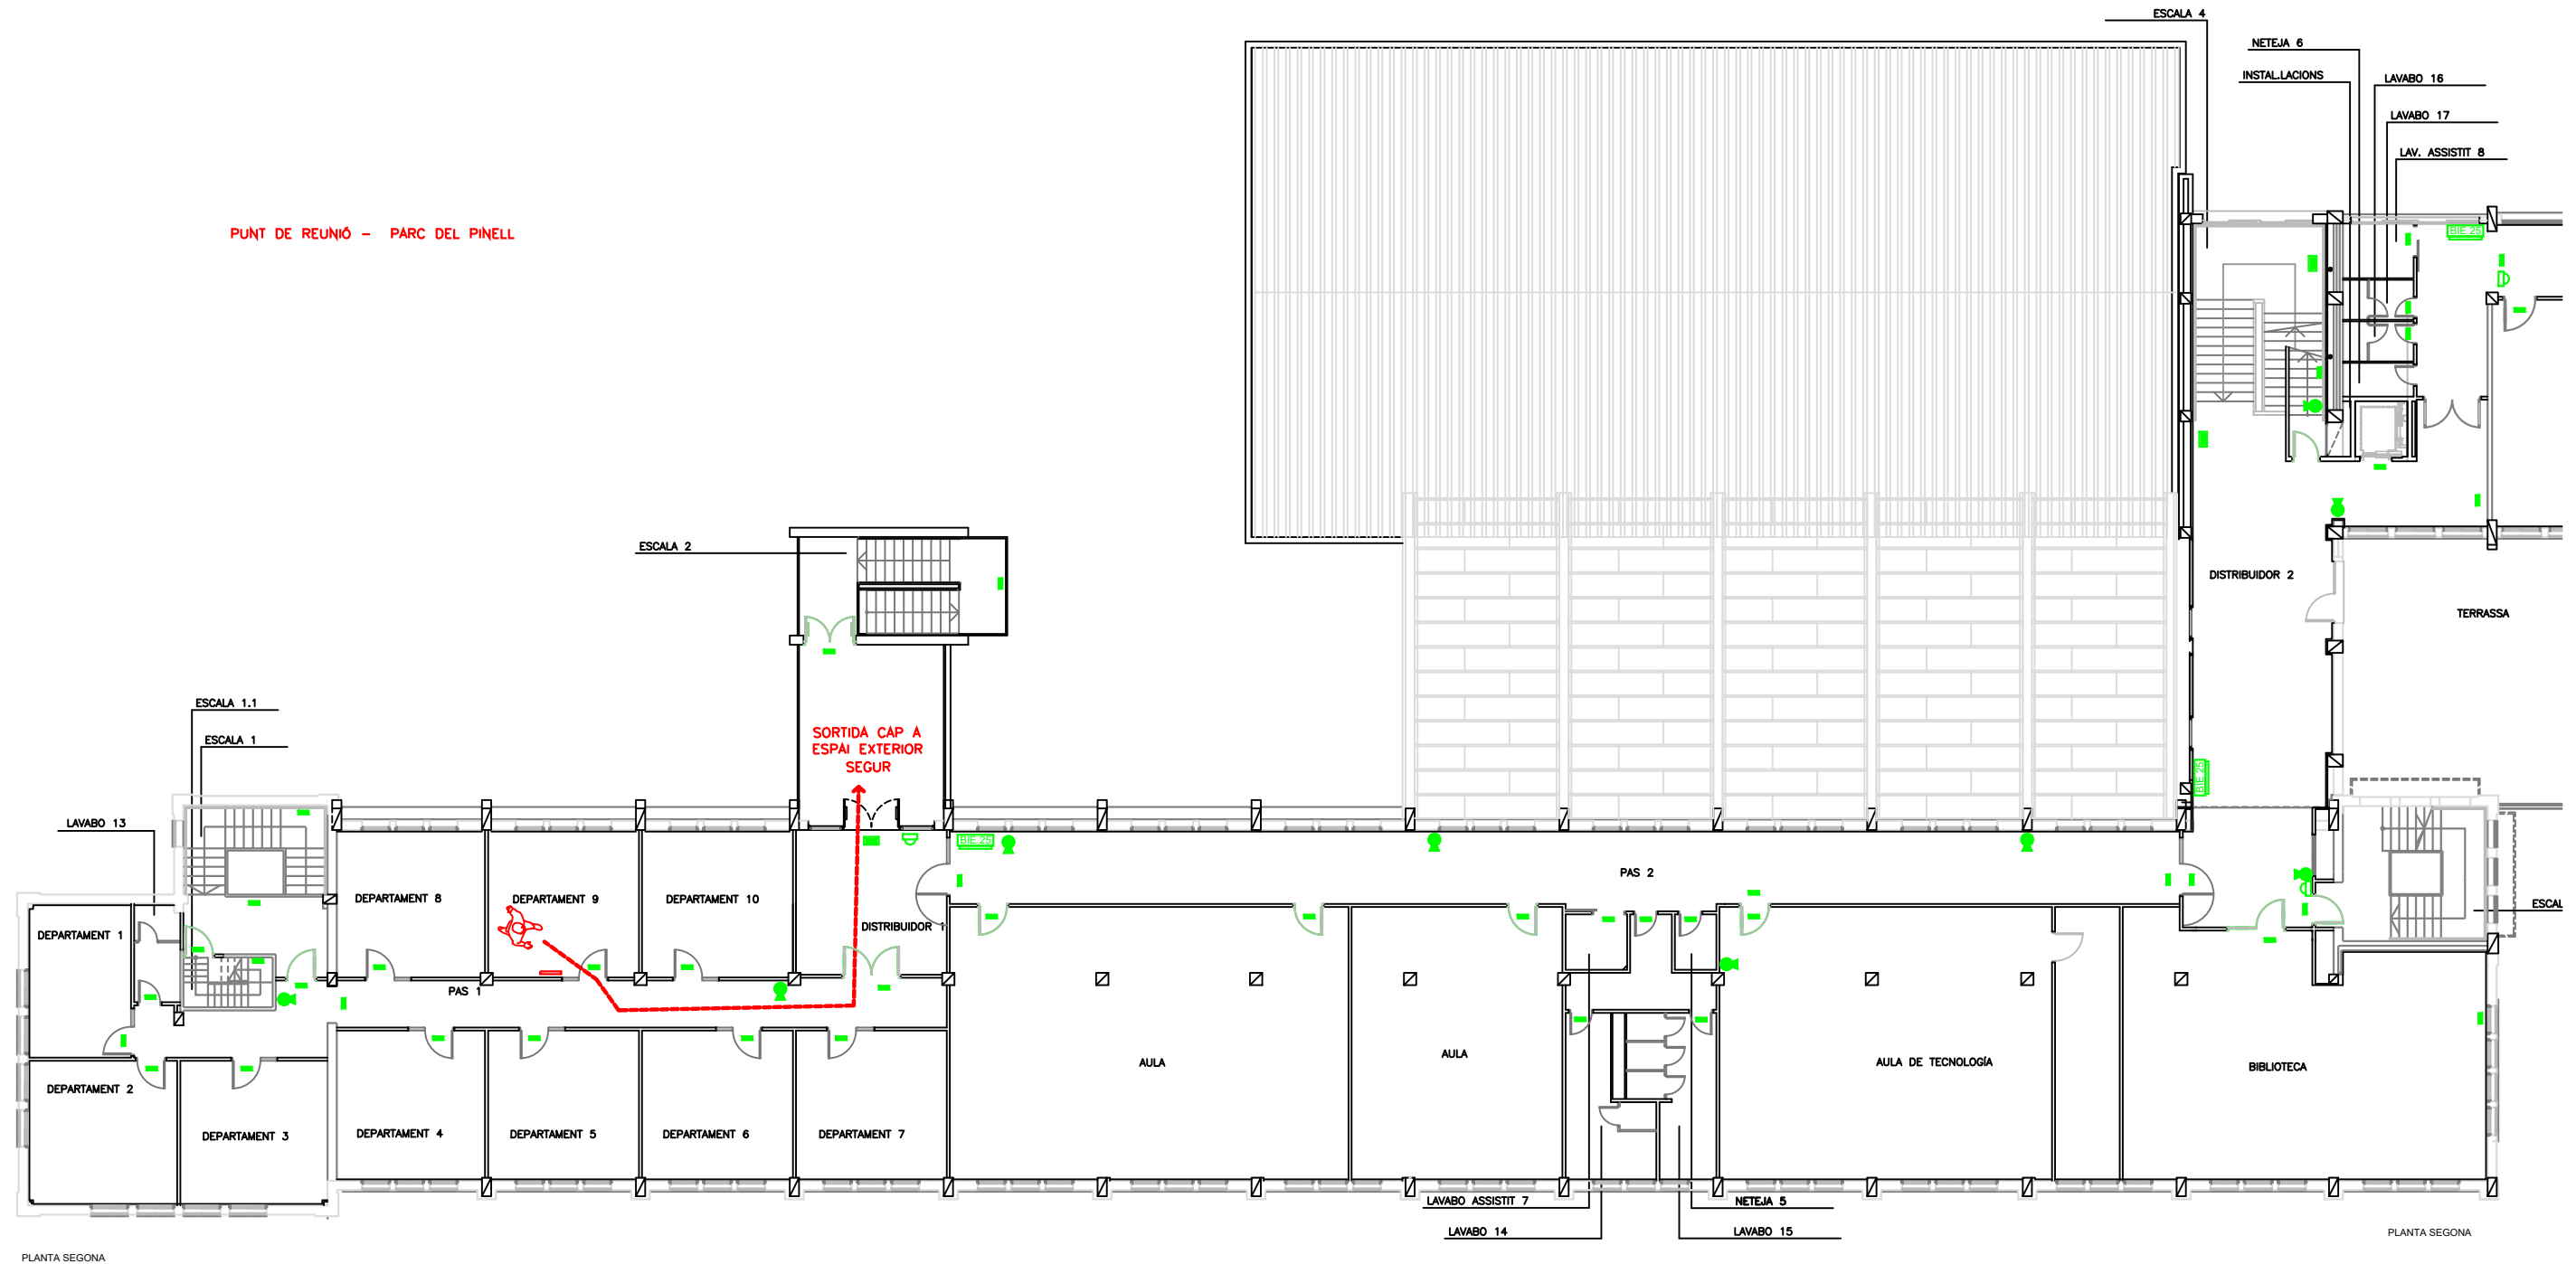 ESCALA 4
NETEJA 6
INSTAL.LACIONS
LAVABO 16
LAVABO 17
LAV. ASSISTIT 8
PUNT DE REUNIÓ - PARC DEL PINELL
BIE 25
ESCALA 2
DISTRIBUIDOR 2
TERRASSA
ESCALA 1.1
ESCALA 1
SORTIDA CAP A
ESPAI EXTERIOR
SEGUR
BIE 25
LAVABO 13
BIE 25
PAS 2
DEPARTAMENT 8
DEPARTAMENT 9
DEPARTAMENT 10
ESCAL
DISTRIBUIDOR 1
DEPARTAMENT 1
PAS 1
AULA
AULA
AULA DE TECNOLOGÍA
BIBLIOTECA
DEPARTAMENT 2
DEPARTAMENT 3
DEPARTAMENT 4
DEPARTAMENT 5
DEPARTAMENT 6
DEPARTAMENT 7
LAVABO ASSISTIT 7
NETEJA 5
LAVABO 14
LAVABO 15
PLANTA SEGONA
PLANTA SEGONA